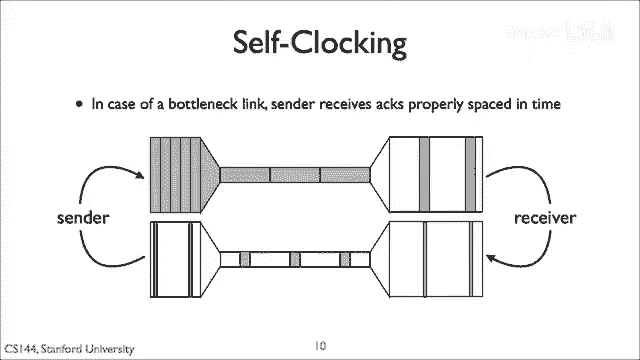 Self-Clocking
• In case of a bottleneck link, sender receives acks properly spaced in time
sender
receiver
CS144, Stanford University
10